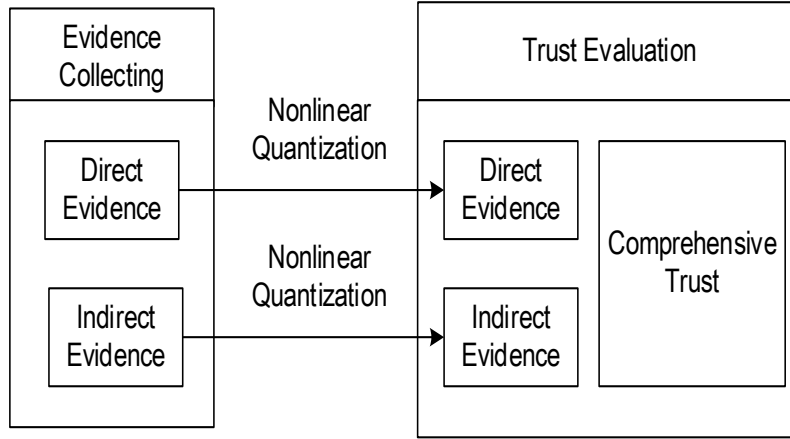 Evidence
Collecting
Trust Evaluation
Nonlinear
Quantization
Direct
Evidence
Direct
Evidence
Comprehensive
Trust
Nonlinear
Quantization
Indirect
Evidence
Indirect
Evidence